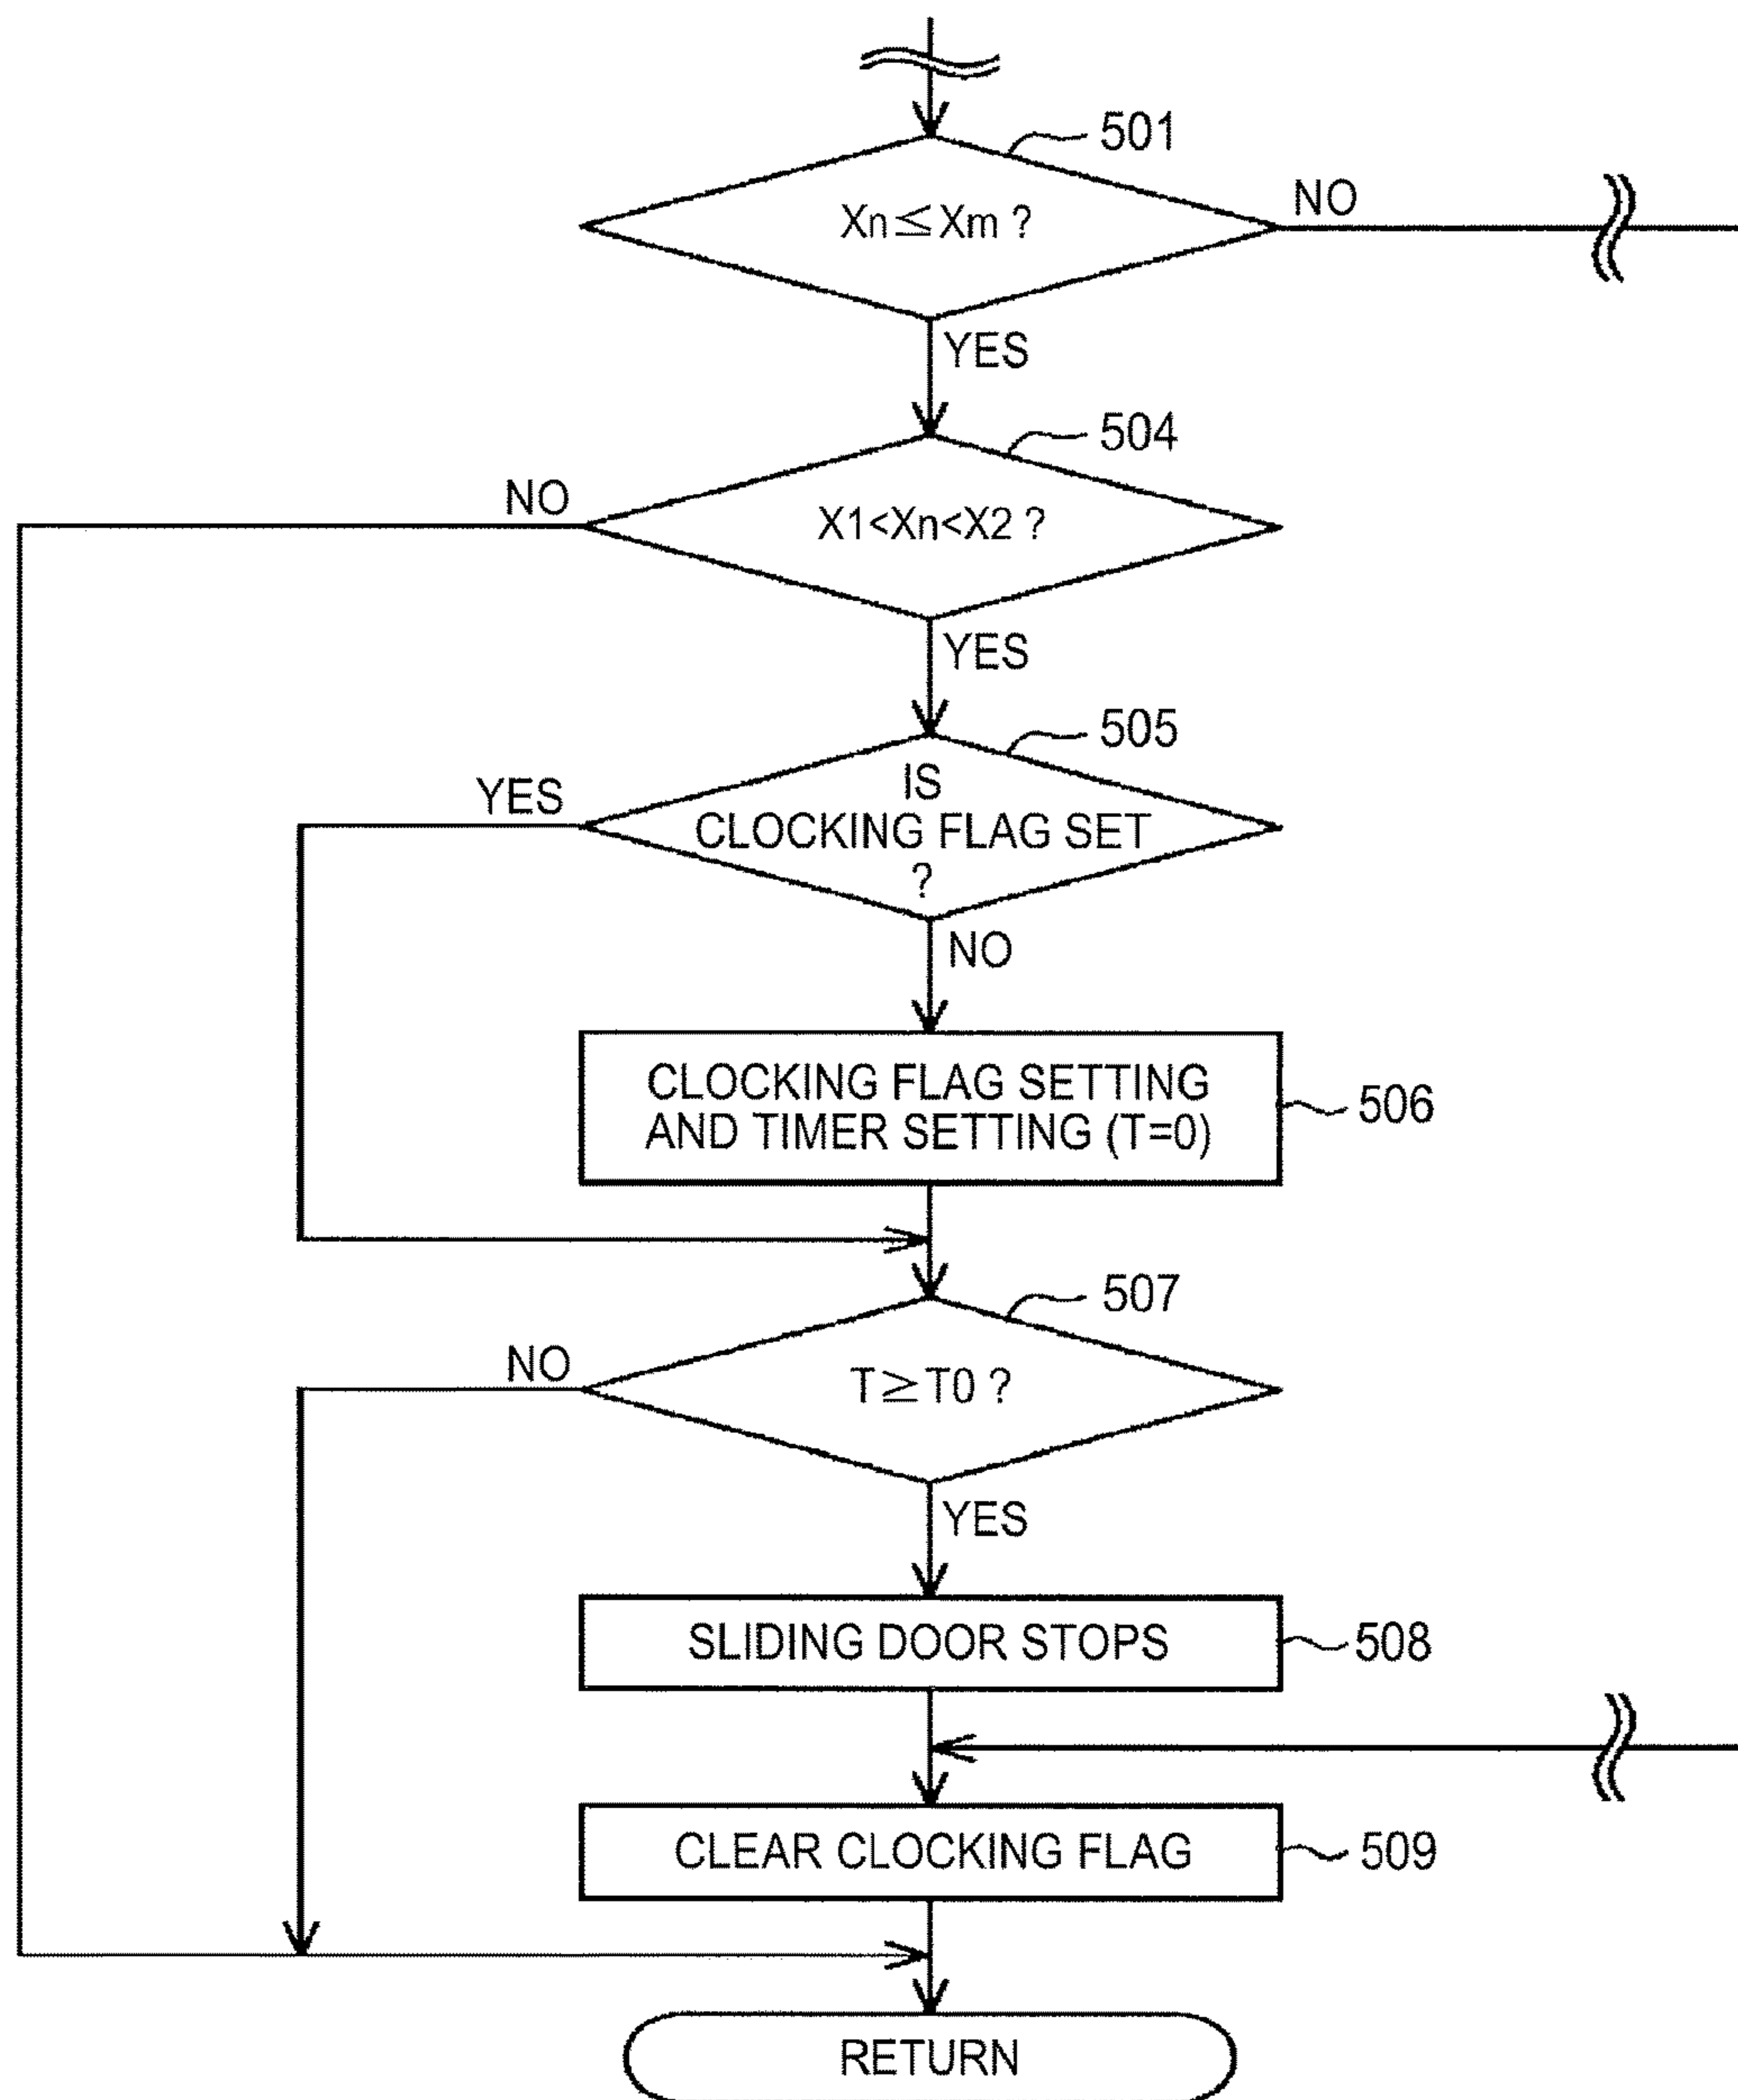 501
Xn≦Xm ?
NO
YES
504
NO
X1<Xn<X2 ?
YES
505
YES
IS
CLOCKING FLAG SET
?
NO
CLOCKING FLAG SETTING
AND TIMER SETTING (T=0)
506
507
NO
T≧T0 ?
YES
SLIDING DOOR STOPS
508
CLEAR CLOCKING FLAG
509
RETURN